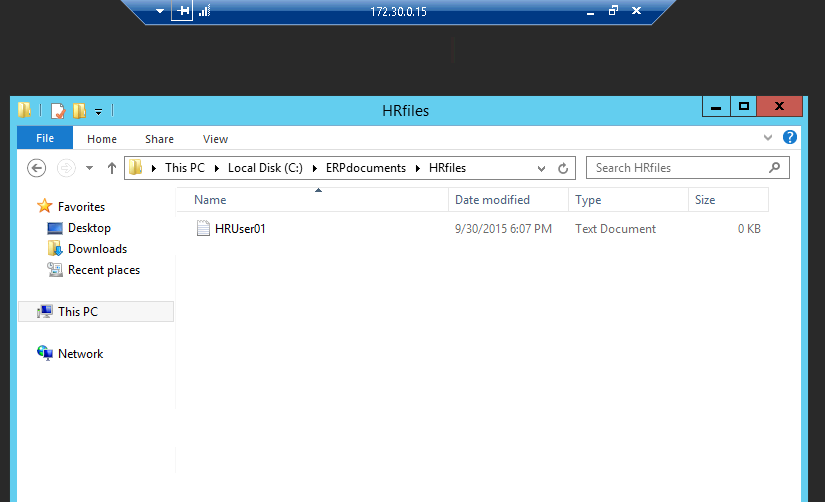 172.30.0.15
HRfiles
File Home Share View
This PC Local Disk (C:) ERPdocuments HRfiles Search HRfiles
Name Date modified Type Size
Favorites
HRUser01 9/30/2015 6:07 PM Text Document 0 KB
Desktop
Downloads
Recent places
This PC
Network